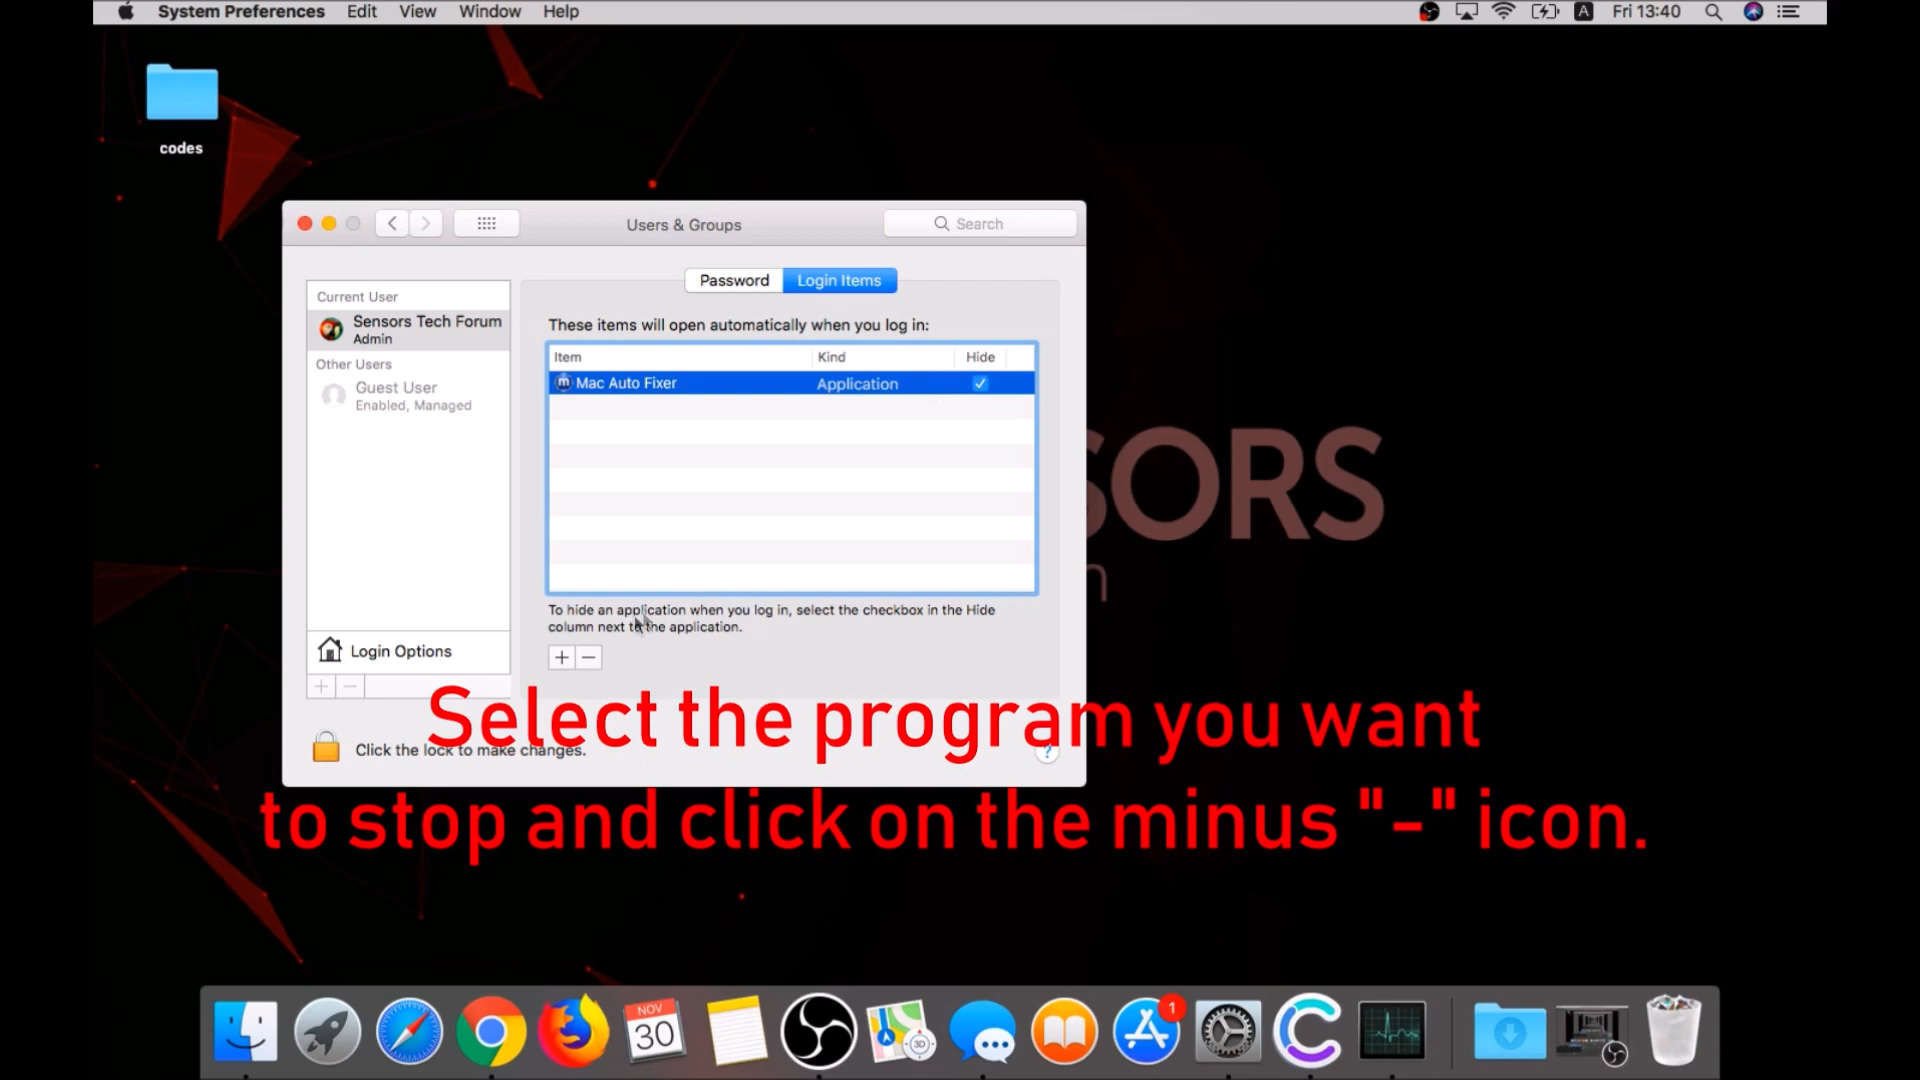 System Preferences Edit View Window Help
A Fri 13:40
codes
Users & Groups
Search
Password Login Items
Current User
Sensors Tech Forum
Admin
Other Users
Guest User
Enabled, Managed
Login Options
These items will open automatically when you log in:
Item Kind Hide
Mac Auto Fixer Application
To hide an application when you log in, select the checkbox in the Hide
column next to the application.
+ −
+ −
Click the lock to make changes.
?
SORS
n
Select the program you want
to stop and click on the minus "-" icon.
NOV
30
3D
1